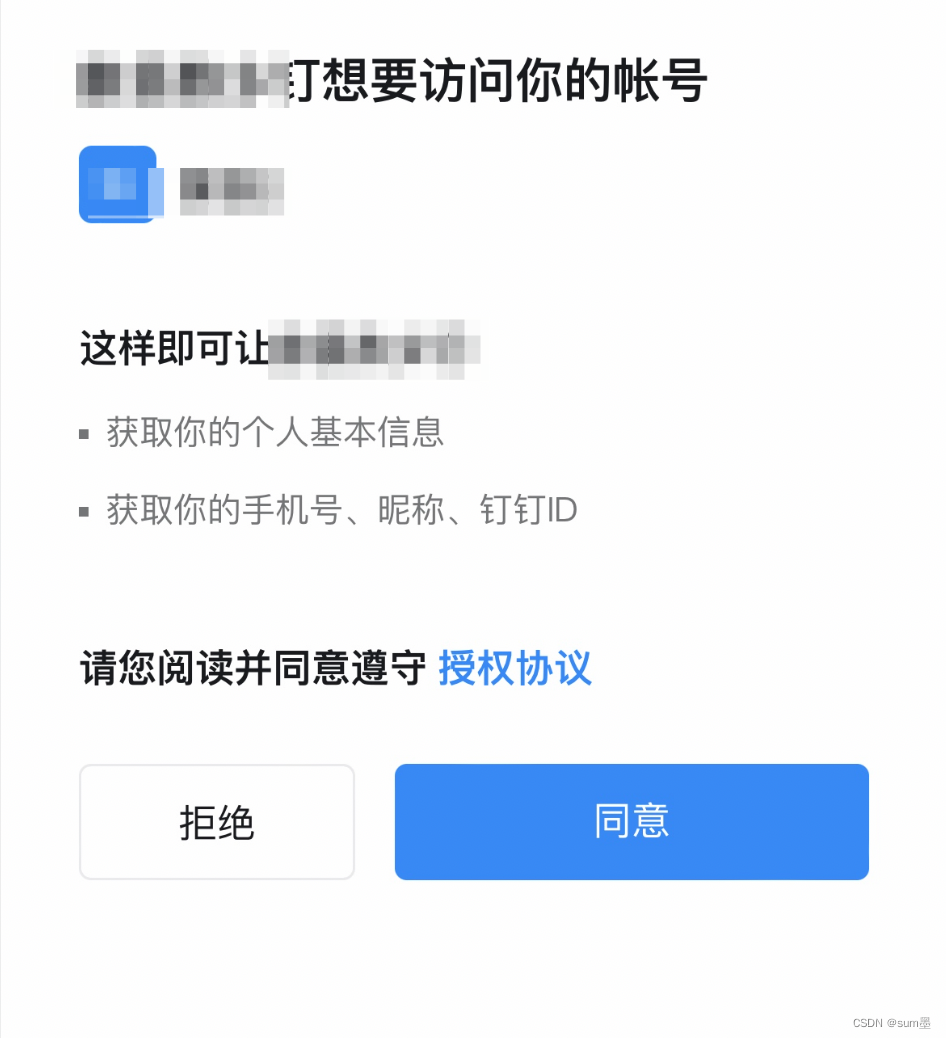 钉想要访问你的帐号
这样即可让
获取你的个人基本信息
获取你的手机号、昵称、钉钉ID
请您阅读并同意遵守 授权协议
拒绝
同意
CSDN @sum墨